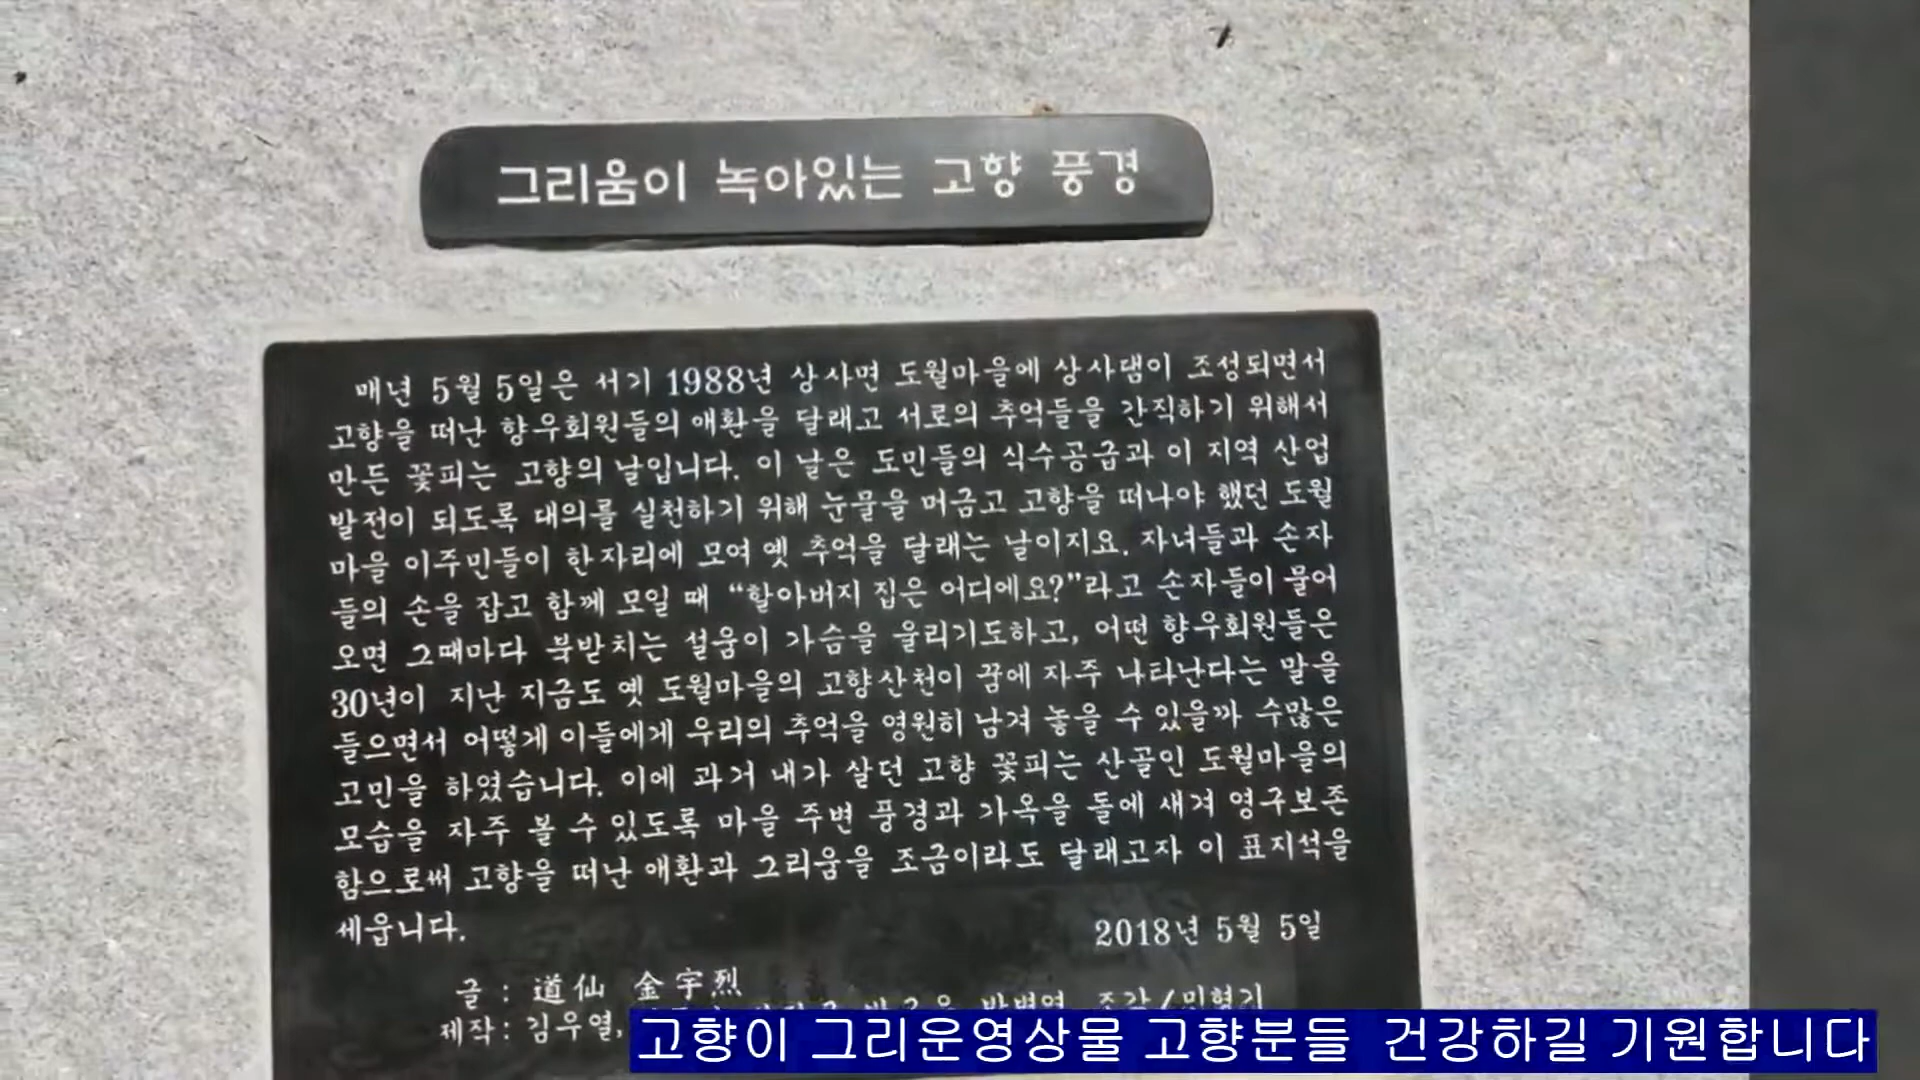 그리움이 녹아있는 고향 풍경
매년 5월 5일은 서기 1988년 상사면 도월마을에 상사댐이 조성되면서
고향을 떠난 향우회원들의 애환을 달래고 서로의 추억들을 간직하기 위해서
만든 꽃피는 고향의 날입니다. 이 날은 도민들의 식수공급과 이 지역 산업
발전이 되도록 대의를 실천하기 위해 눈물을 머금고 고향을 떠나야 했던 도월
마을 이주민들이 한자리에 모여 옛 추억을 달래는 날이지요. 자녀들과 손자
들의 손을 잡고 함께 모일 때 “할아버지 집은 어디에요?”라고 손자들이 물어
오면 그때마다 북받치는 설움이 가슴을 울리기도하고, 어떤 향우회원들은
30년이 지난 지금도 옛 도월마을의 고향산천이 꿈에 자주 나타난다는 말을
들으면서 어떻게 이들에게 우리의 추억을 영원히 남겨 놓을 수 있을까 수많은
고민을 하였습니다. 이에 과거 내가 살던 고향 꽃피는 산골인 도월마을의
모습을 자주 볼 수 있도록 마을 주변 풍경과 가옥을 돌에 새겨 영구보존
함으로써 고향을 떠난 애환과 그리움을 조금이라도 달래고자 이 표지석을
세웁니다.
2018년 5월 5일
글 : 道仙 金宇烈
제작 : 김우열,
고향이 그리운영상물 고향분들 건강하길 기원합니다